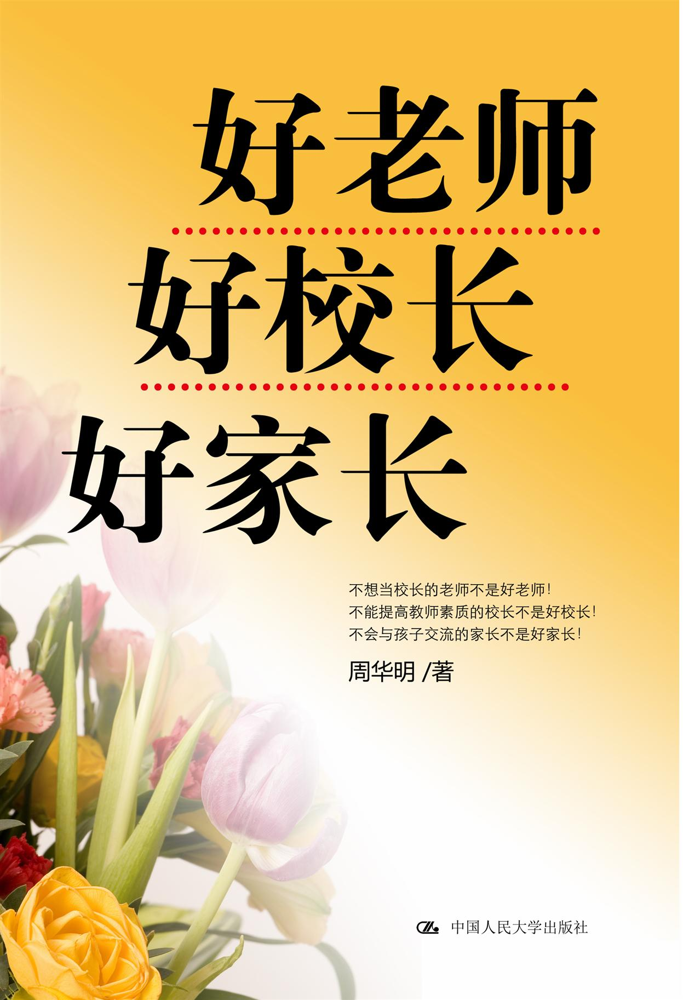 好老师
好校长
好家长
不想当校长的老师不是好老师！
不能提高教师素质的校长不是好校长！
不会与孩子交流的家长不是好家长！
周华明 /著
中国人民大学出版社